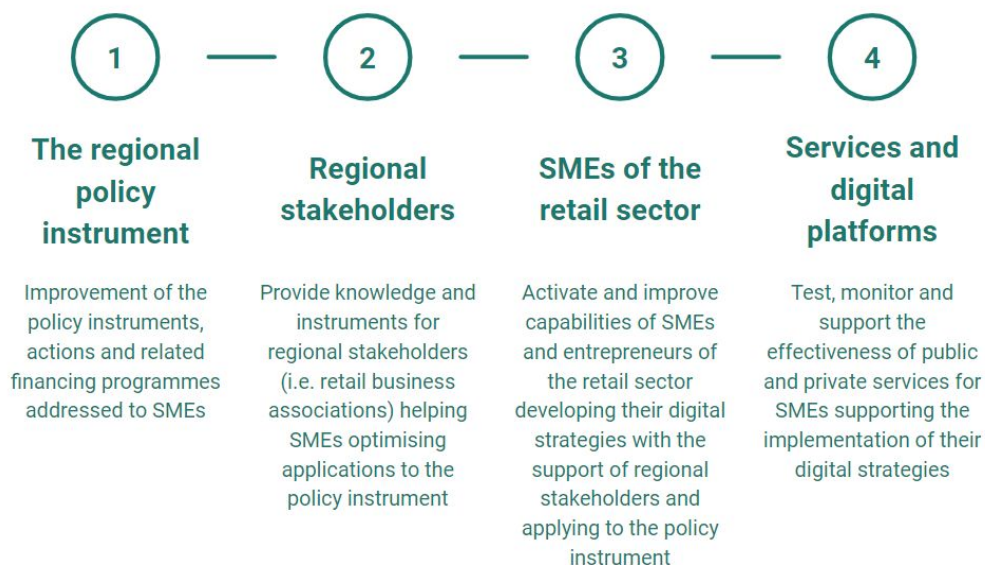 1
The regional
policy
instrument
Improvement of the
policy instruments,
actions and related
financing programmes
addressed to SMEs
2
Regional
stakeholders
Provide knowledge and
instruments for
regional stakeholders
(i.e. retail business
associations) helping
SMEs optimising
applications to the
policy instrument
3
SMEs of the
retail sector
Activate and improve
capabilities of SMEs
and entrepreneurs of
the retail sector
developing their digital
strategies with the
support of regional
stakeholders and
applying to the policy
instrument
4
Services and
digital
platforms
Test, monitor and
support the
effectiveness of public
and private services for
SMEs supporting the
implementation of their
digital strategies